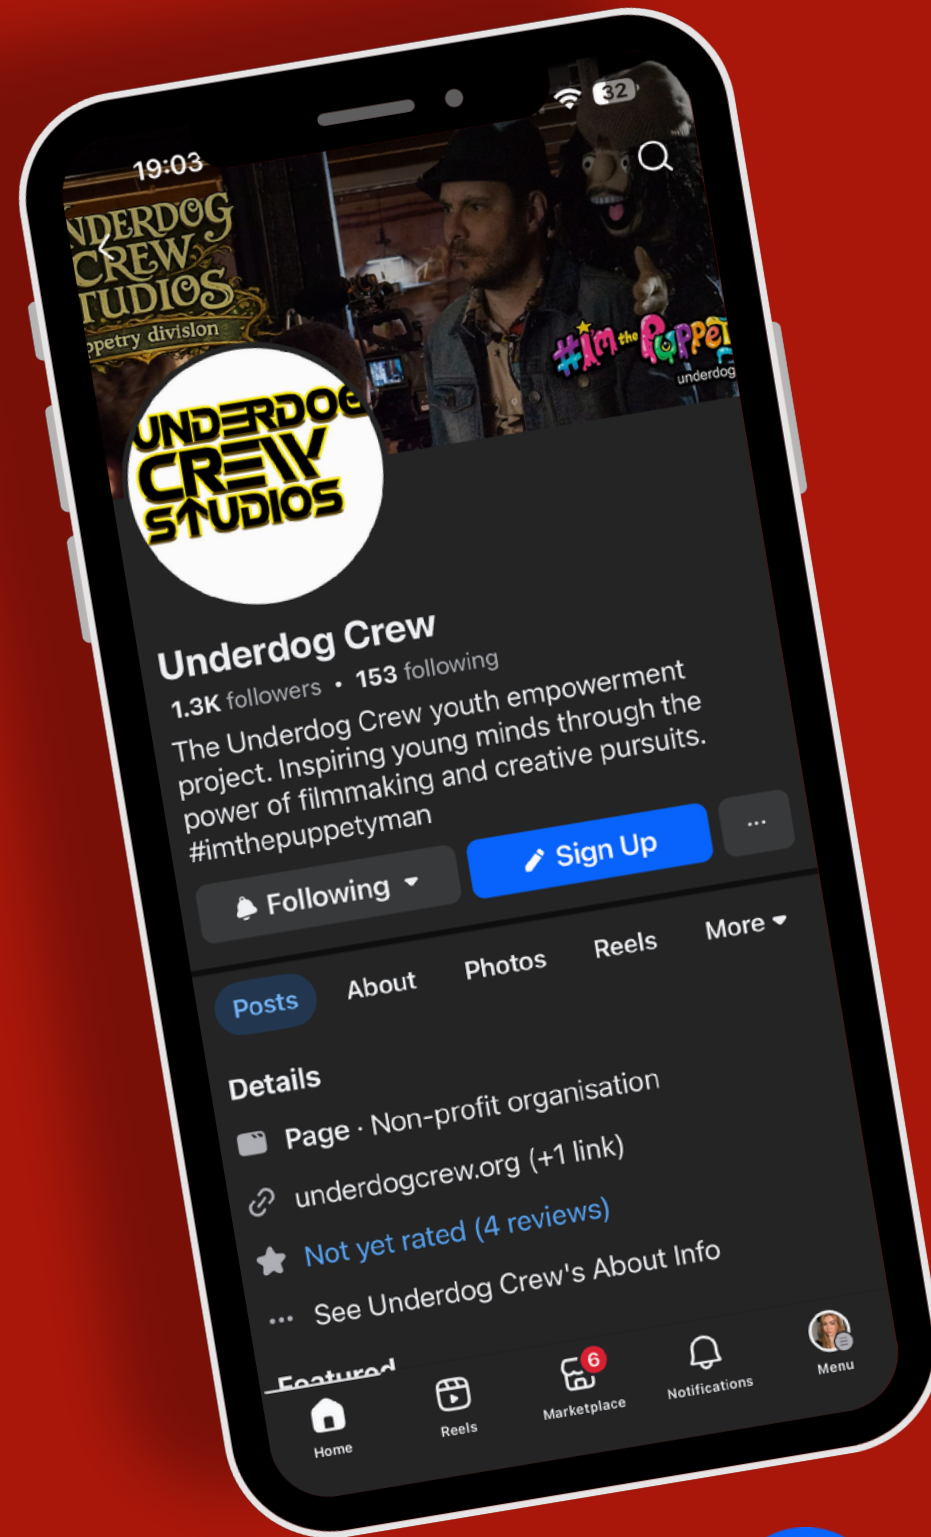 19:03
32
NDERDOG
CREW
TUDIOS
ppetry division
#Im the PuPPeT
underdog
UNDERDOG
CREW
STUDIOS
Underdog Crew
1.3K followers • 153 following
The Underdog Crew youth empowerment
project. Inspiring young minds through the
power of filmmaking and creative pursuits.
#imthepuppetyman
Following
Sign Up
Posts
About
Photos
Reels
More
Details
Page · Non-profit organisation
underdogcrew.org (+1 link)
Not yet rated (4 reviews)
See Underdog Crew's About Info
Featured
6
Home
Reels
Marketplace
Notifications
Menu